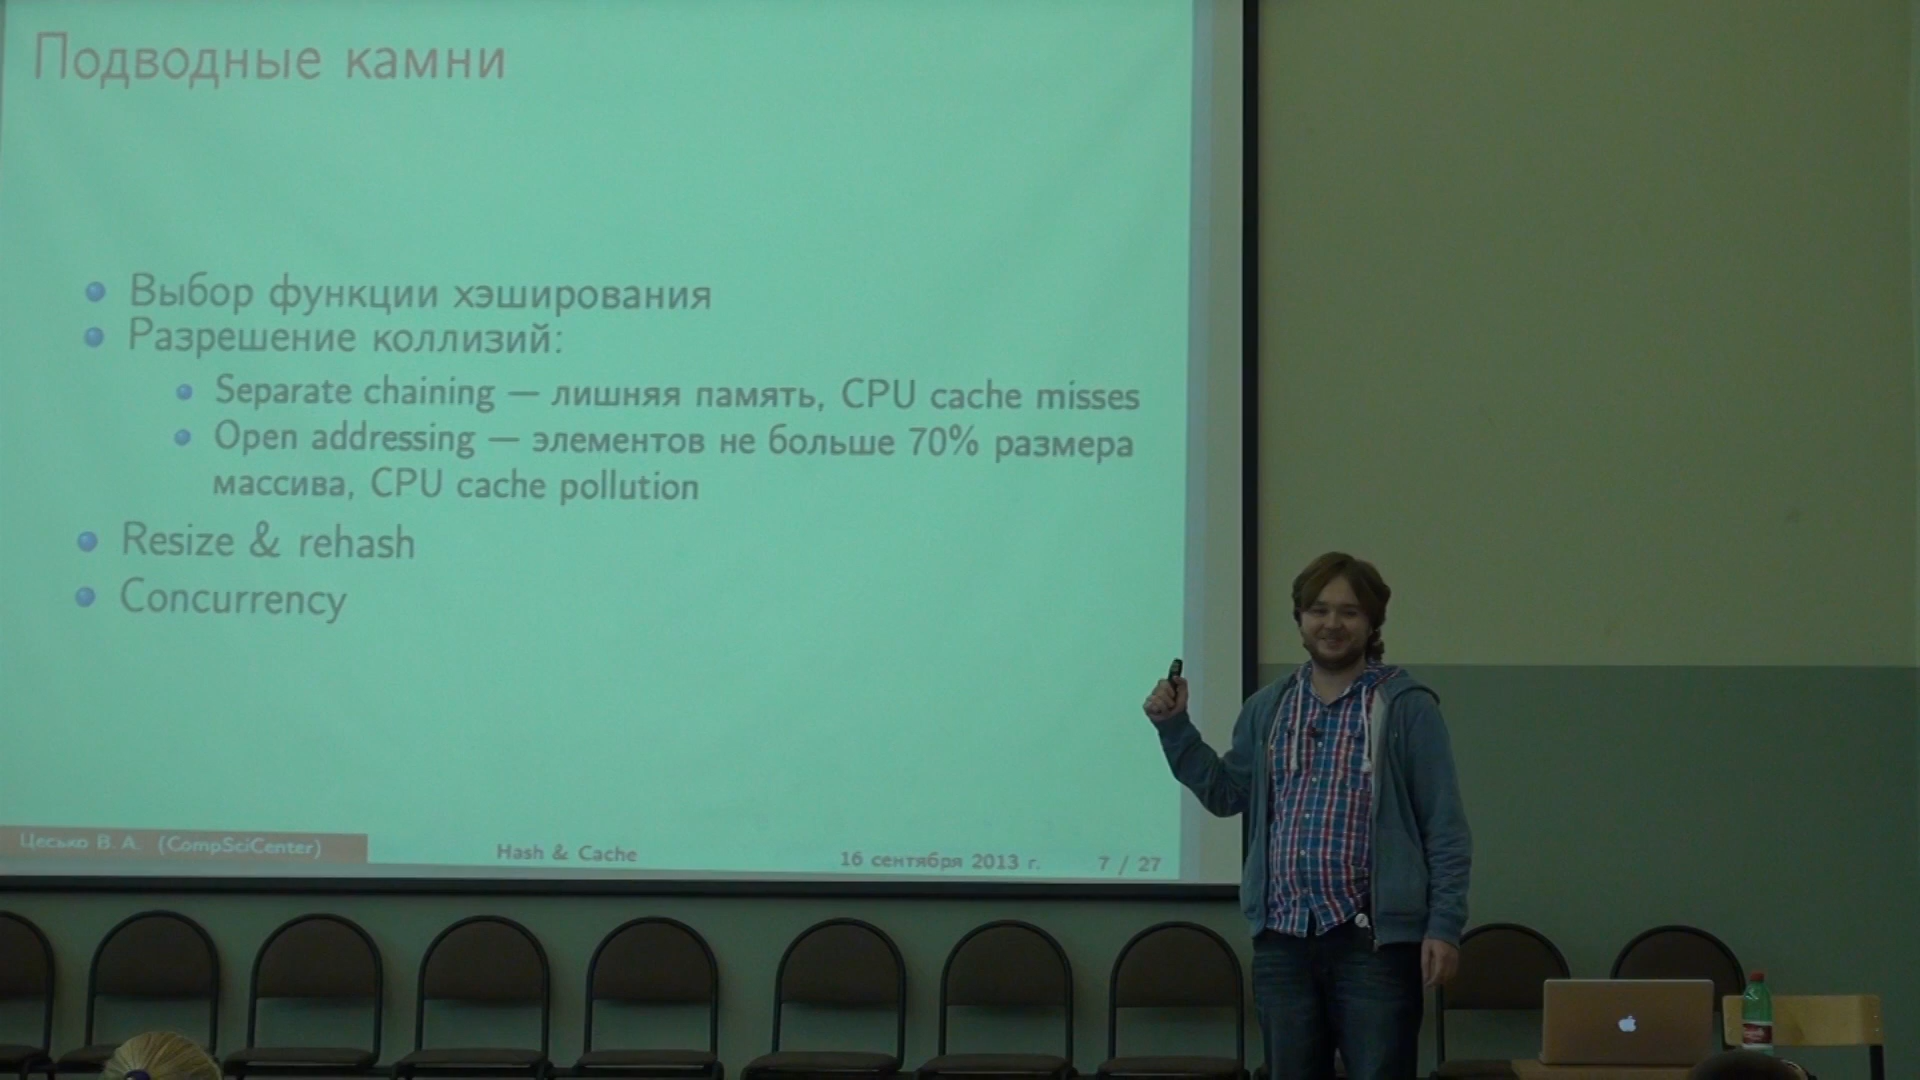 Подводные камни
Выбор функции хэширования
Разрешение коллизий:
Separate chaining — лишняя память, CPU cache misses
Open addressing — элементов не больше 70% размера
массива, CPU cache pollution
Resize & rehash
Concurrency
Цесько В. А. (CompSciCenter)
Hash & Cache
16 сентября 2013 г.
7 / 27